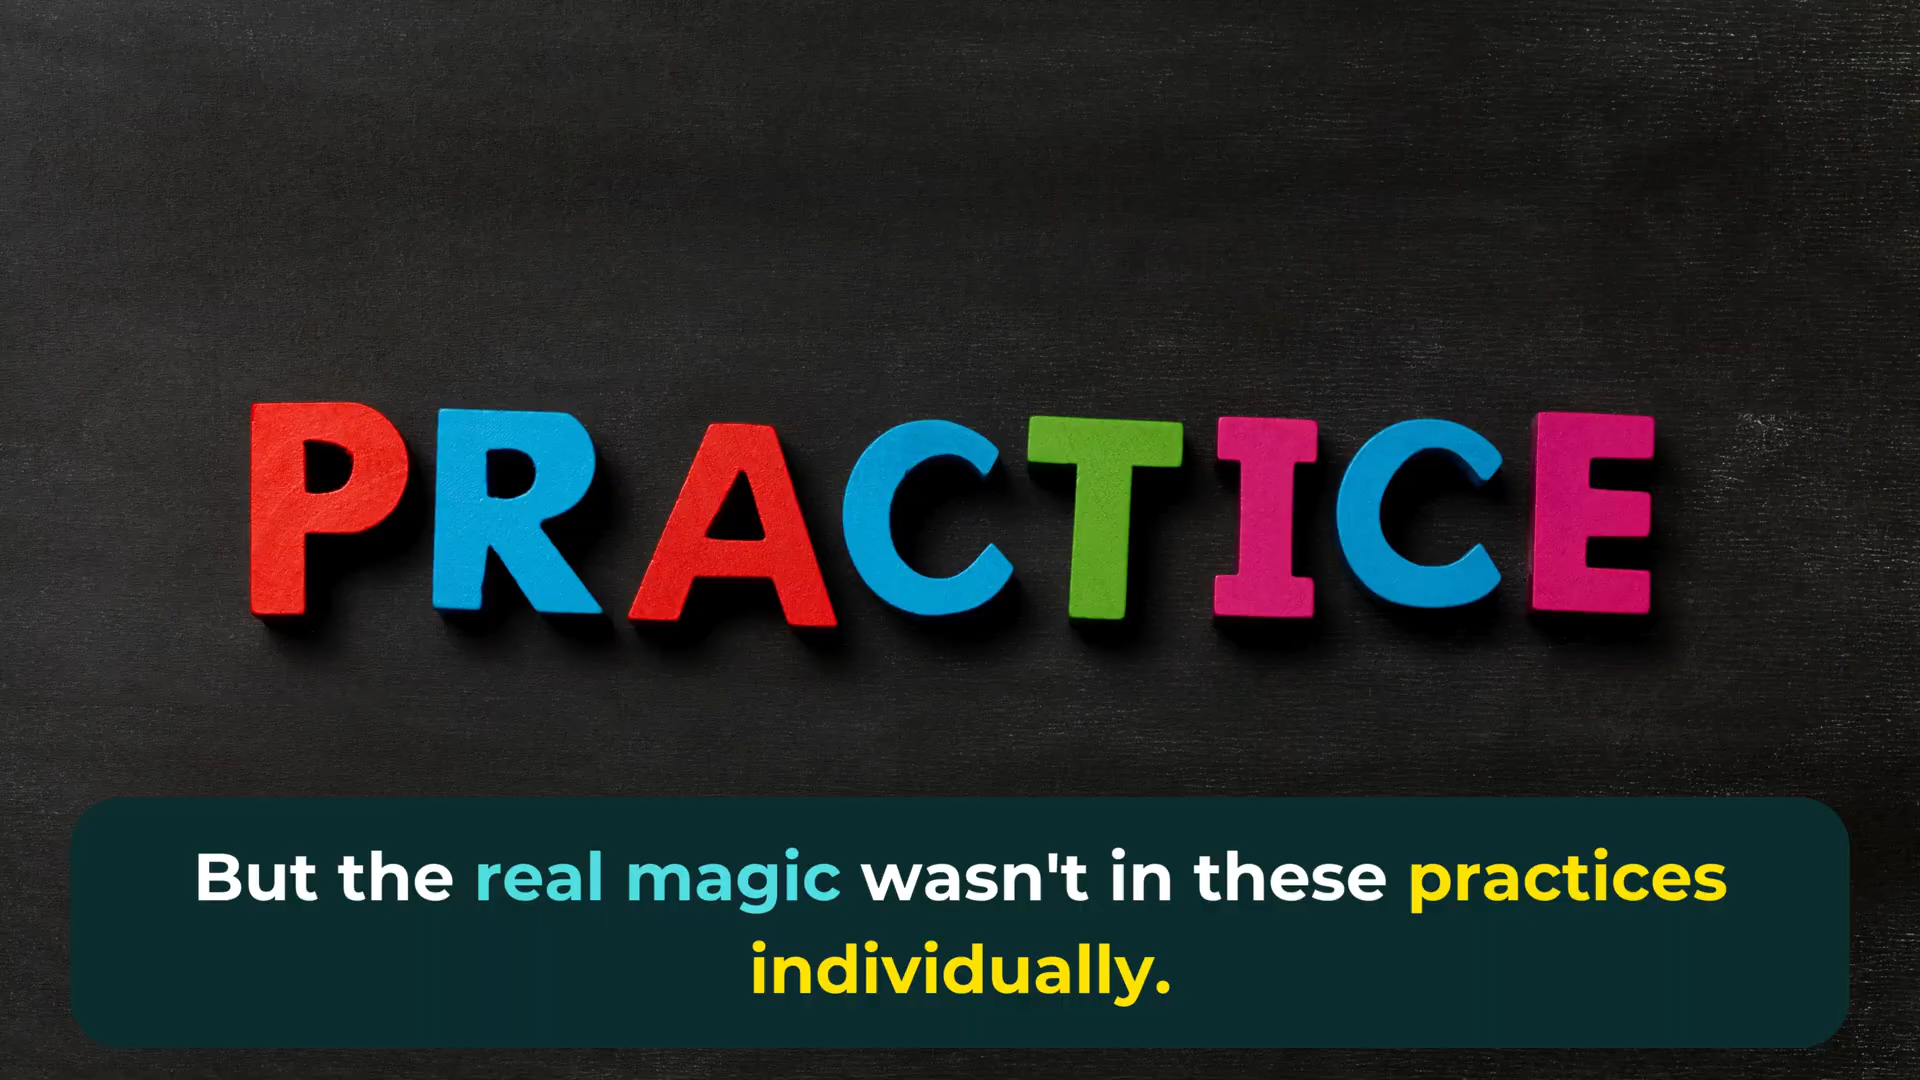 PRACTICE
But the real magic wasn't in these practices
individually.